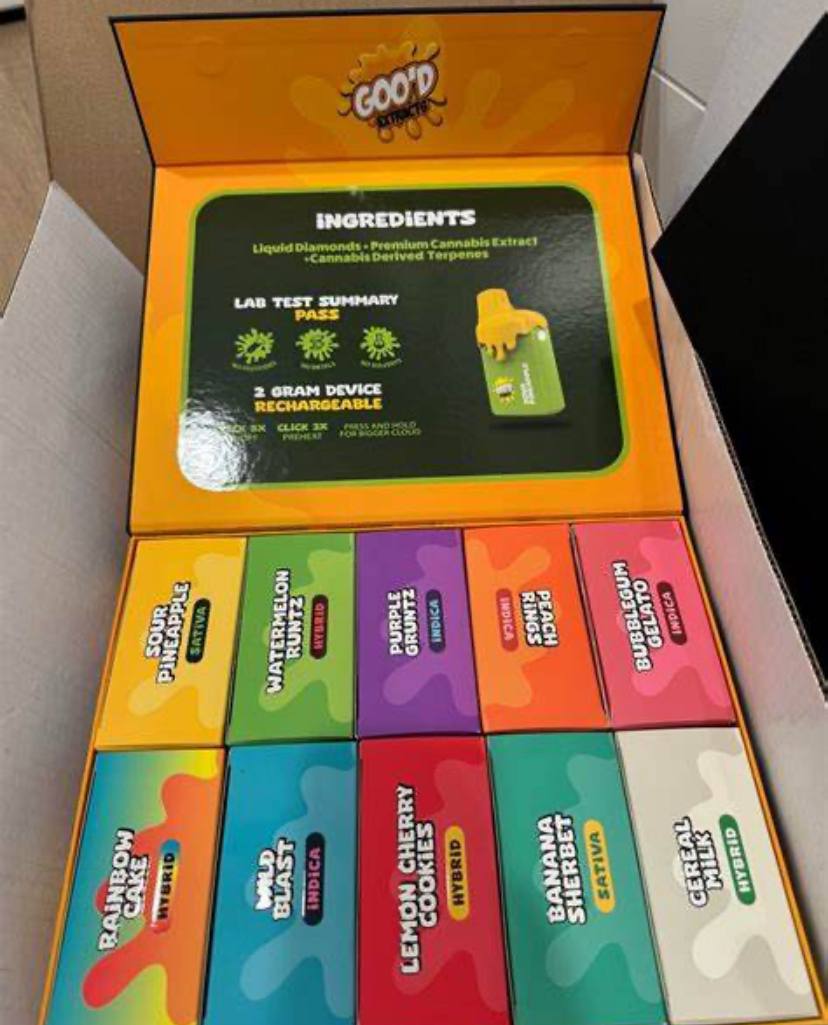 GOO'D
EXTRACTS
INGREDIENTS
Liquid Diamonds • Premium Cannabis Extract
•Cannabis Derived Terpenes
LAB TEST SUMMARY
PASS
2 GRAM DEVICE
RECHARGEABLE
CLICK 3X
PREHEAT
PRESS AND HOLD
FOR BIGGER CLOUD
SOUR
PINEAPPLE
SATIVA
WATERMELON
RUNTZ
HYBRID
PURPLE
GRUNTZ
INDICA
PEACH
RINGS
INDICA
BUBBLEGUM
GELATO
INDICA
RAINBOW
CAKE
HYBRID
WILD
BLAST
INDICA
LEMON CHERRY
COOKIES
HYBRID
BANANA
SHERBET
SATIVA
CEREAL
MILK
HYBRID